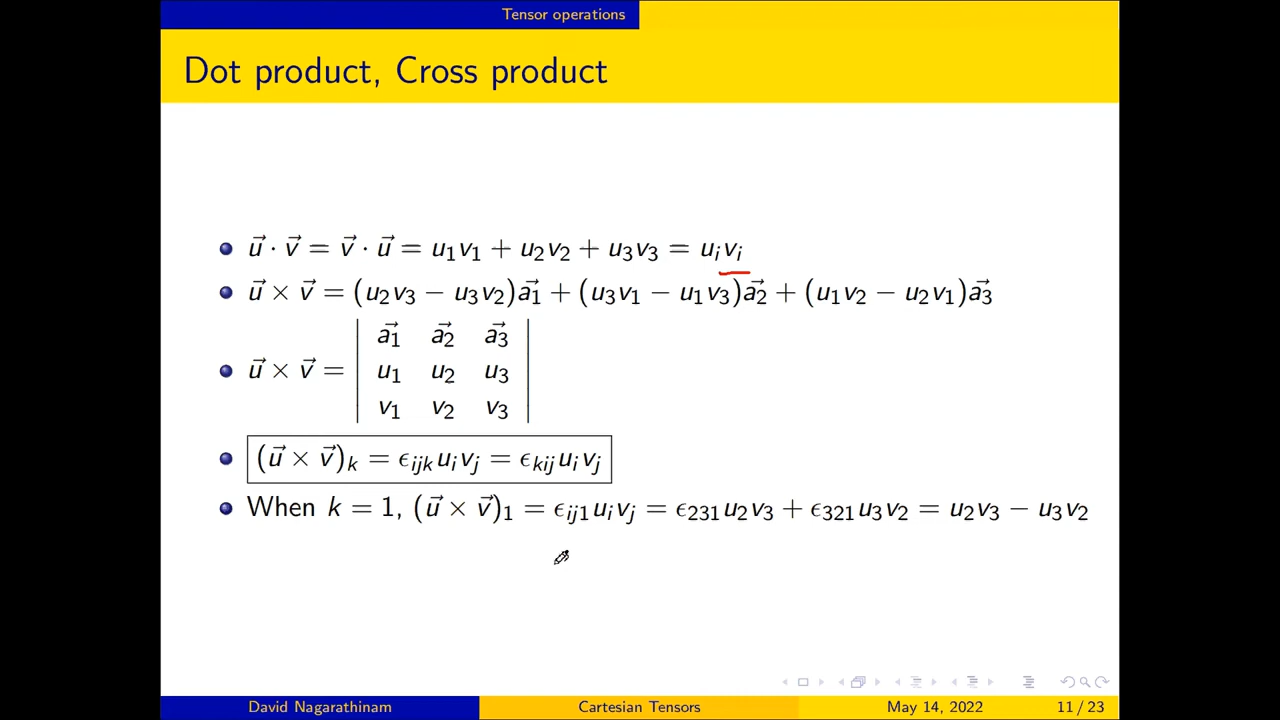 Tensor operations
Dot product, Cross product
u⃗ · v⃗ = v⃗ · u⃗ = u₁v₁ + u₂v₂ + u₃v₃ = uᵢvᵢ
u⃗ × v⃗ = (u₂v₃ − u₃v₂)a⃗₁ + (u₃v₁ − u₁v₃)a⃗₂ + (u₁v₂ − u₂v₁)a⃗₃
u⃗ × v⃗ = | a⃗₁ a⃗₂ a⃗₃ |
| u₁ u₂ u₃ |
| v₁ v₂ v₃ |
(u⃗ × v⃗)ₖ = ϵᵢⱼₖuᵢvⱼ = ϵₖᵢⱼuᵢvⱼ
When k = 1, (u⃗ × v⃗)₁ = ϵᵢⱼ₁uᵢvⱼ = ϵ₂₃₁u₂v₃ + ϵ₃₂₁u₃v₂ = u₂v₃ − u₃v₂
David Nagarathinam Cartesian Tensors May 14, 2022 11 / 23